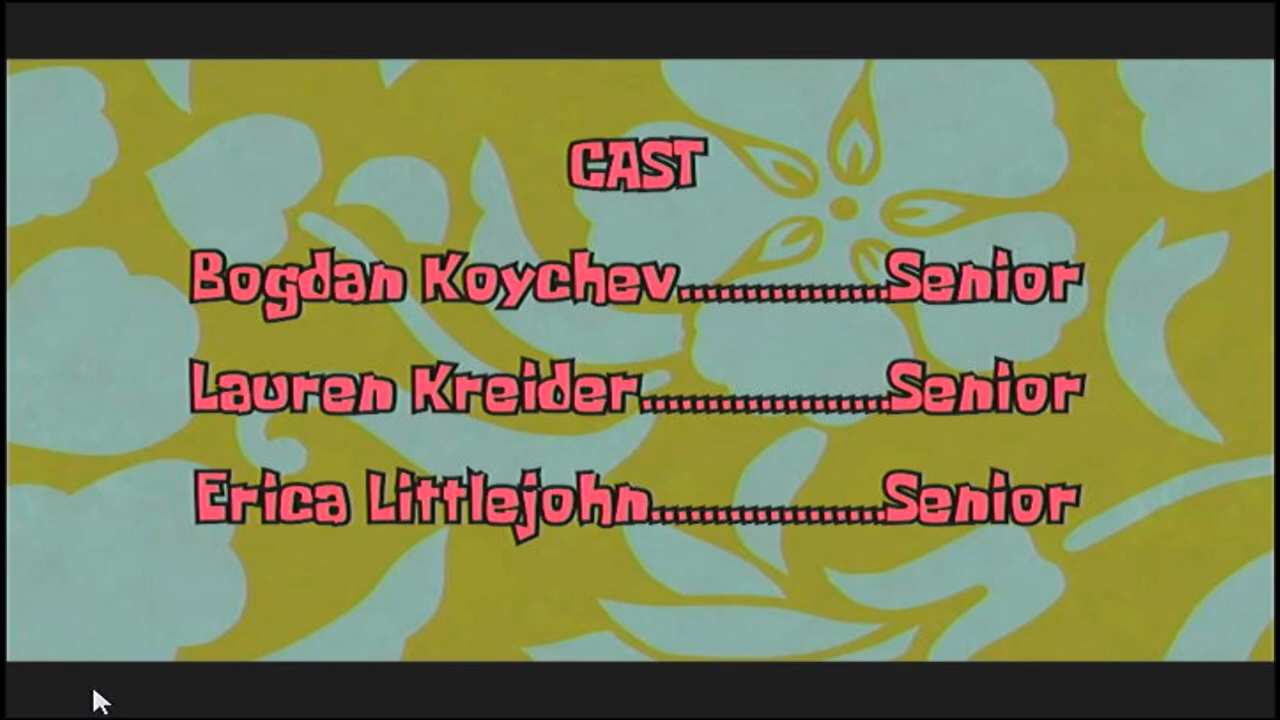 CAST
Bogdan Koychev.................Senior
Lauren Kreider....................Senior
Erica Littlejohn...................Senior